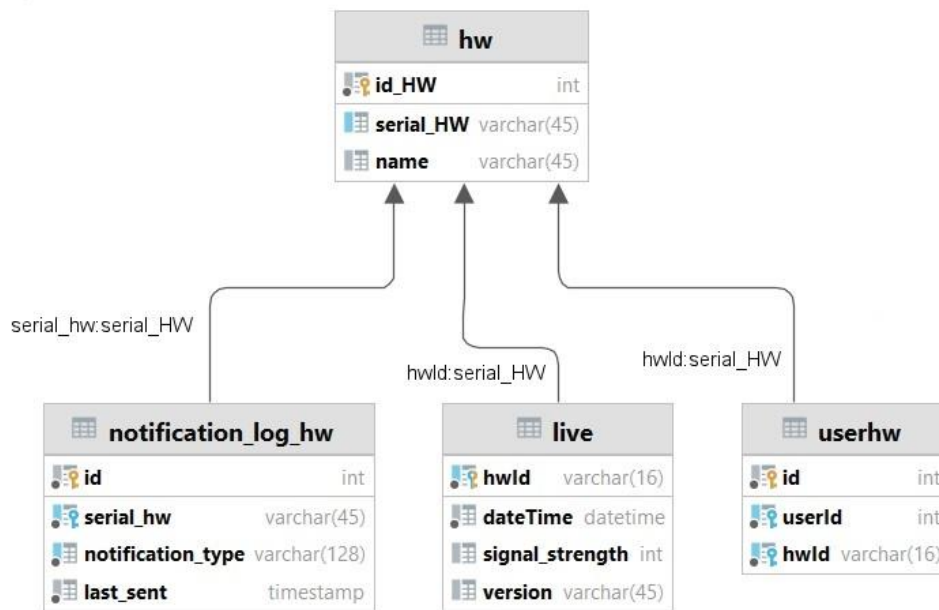 hw
id_HW int
serial_HW varchar(45)
name varchar(45)
serial_hw:serial_HW
hwId:serial_HW
hwId:serial_HW
notification_log_hw
id int
serial_hw varchar(45)
notification_type varchar(128)
last_sent timestamp
live
hwId varchar(16)
dateTime datetime
signal_strength int
version varchar(45)
userhw
id int
userId int
hwId varchar(16)